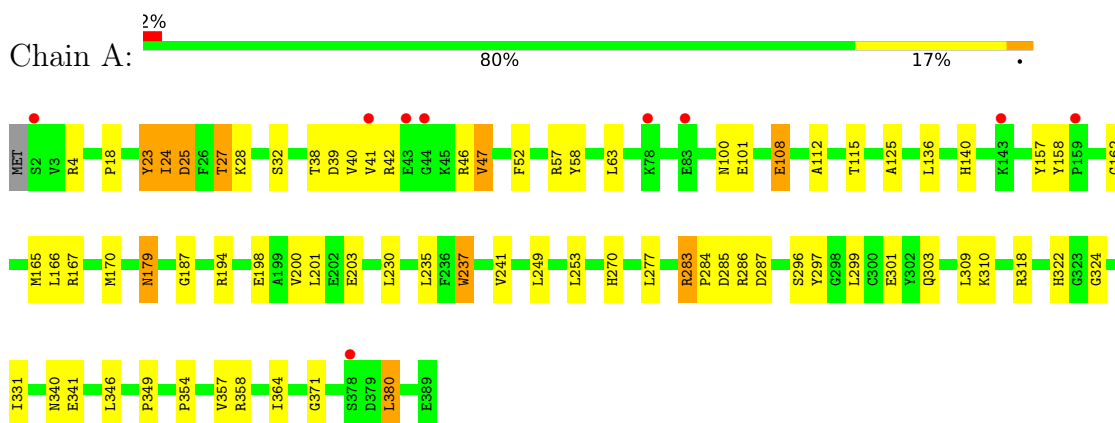 2%
Chain A:
80% 17% •
MET S2 V3 R4 P18 Y23 I24 D25 F26 T27 K28 S32 T38 D39 V40 V41 R42 E43 G44 K45 R46 V47 F52 R57 Y58 L63 K78 E83 N100 E101 E108 A112 T115 A125 L136 H140 K143 Y157 Y158 P159
M165 L166 R167 M170 N179 G187 R194 E198 A199 V200 L201 E202 E203 L230 L235 F236 W237 V241 L249 L253 H270 L277 R283 P284 D285 R286 D287 S296 Y297 G298 L299 C300 E301 Y302 Q303 L309 K310 R318 H322 G323 G324
I331 N340 E341 L346 P349 P354 V357 R358 I364 G371 S378 D379 L380 E389